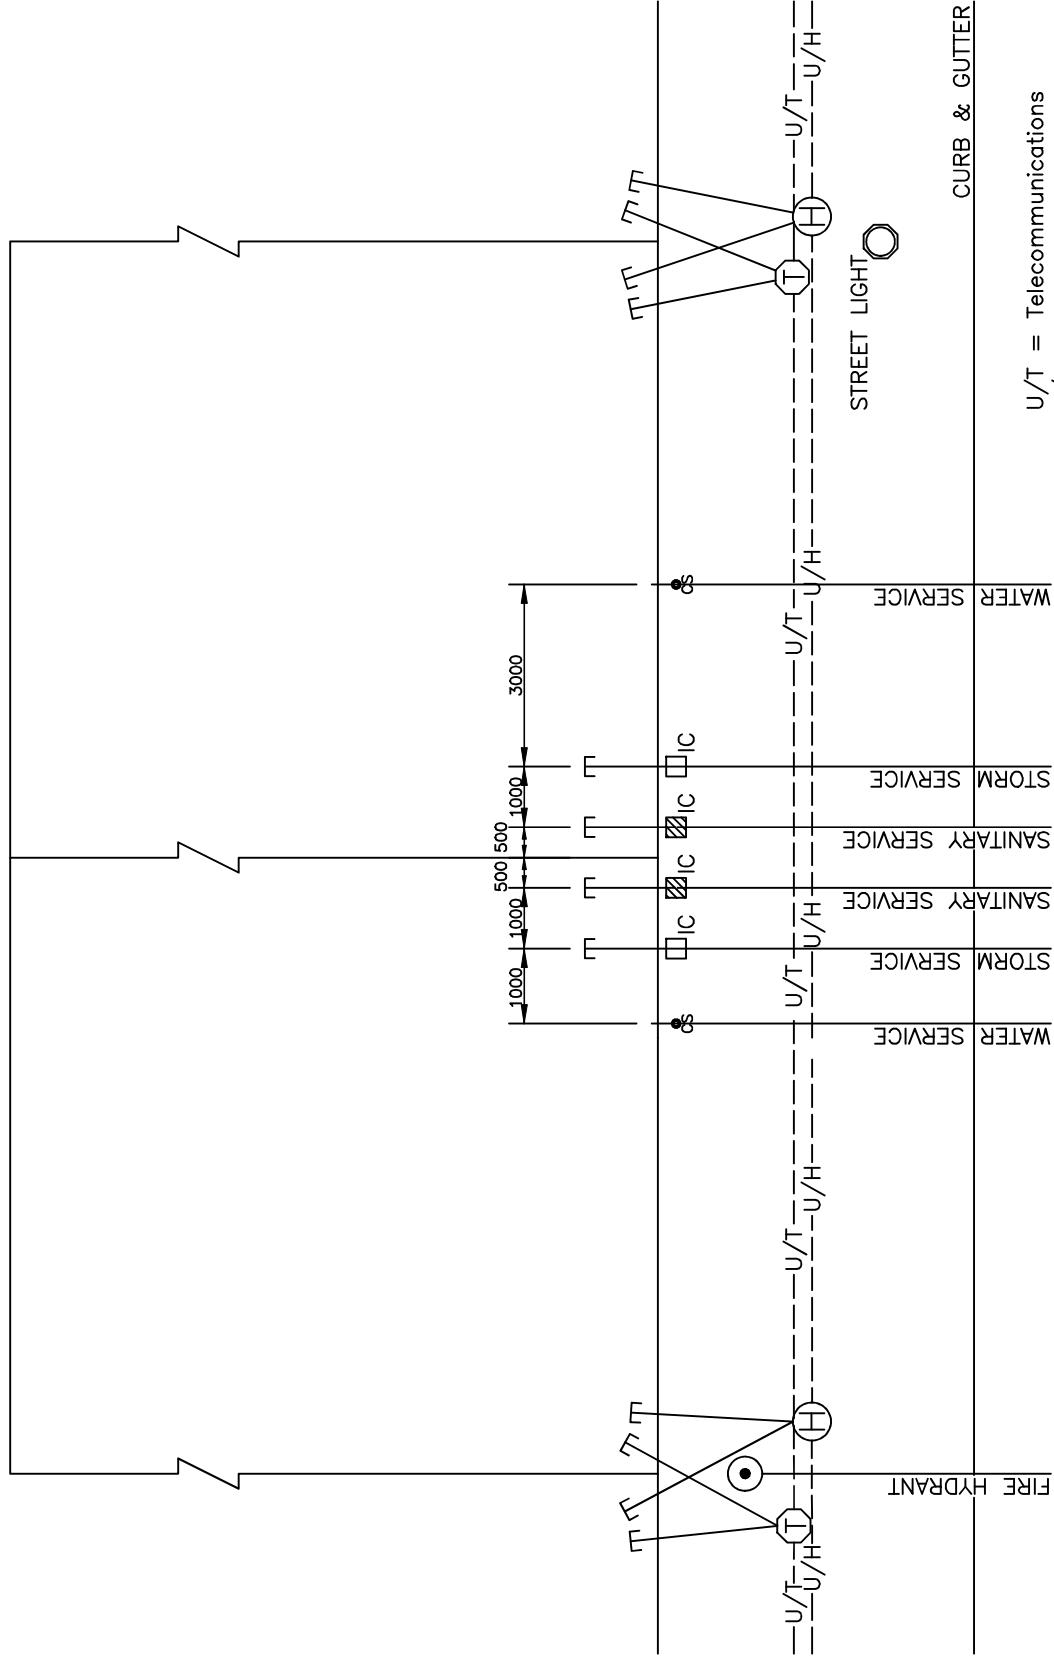 U/H
U/T
CURB & GUTTER
H
T
STREET LIGHT
U/T = Telecommunications
U/H
U/T
CS
WATER SERVICE
3000
IC
STORM SERVICE
1000
IC
SANITARY SERVICE
500
500
IC
SANITARY SERVICE
1000
IC
STORM SERVICE
U/H
U/T
1000
CS
WATER SERVICE
U/H
U/T
H
FIRE HYDRANT
T
U/H
U/T